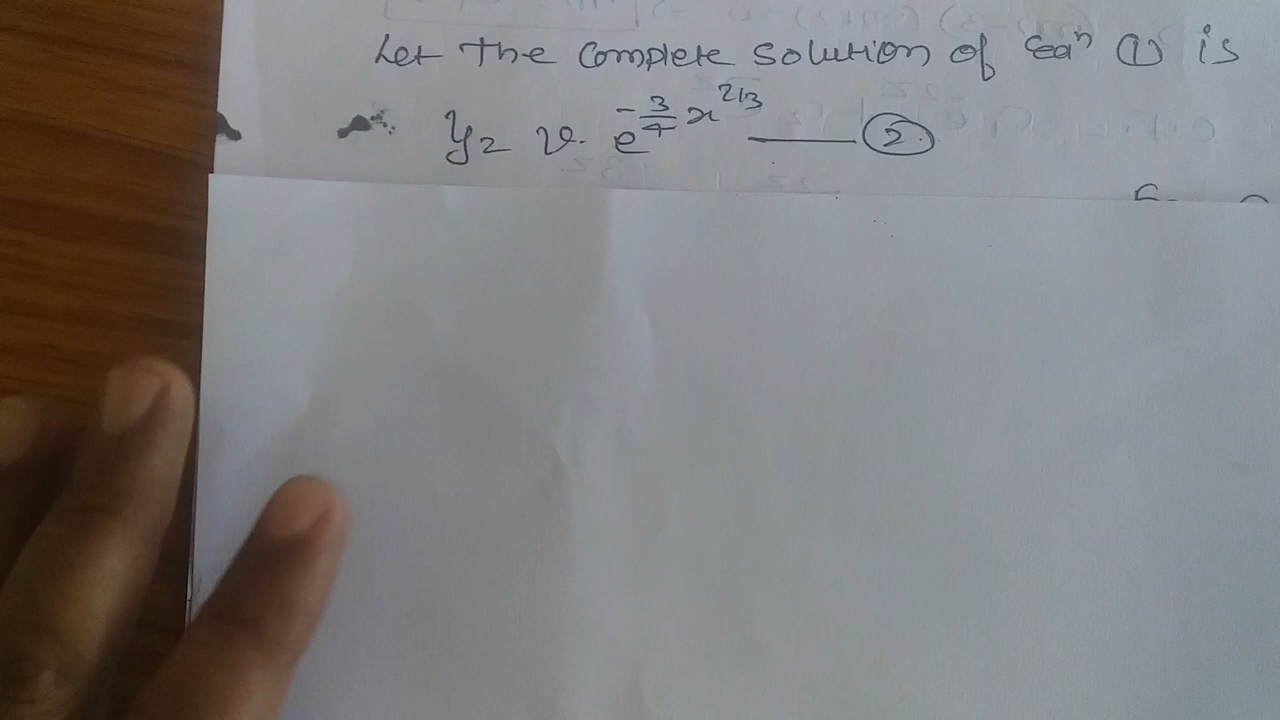 Let the complete solution of eqⁿ ① is
y = v. e^{-3/4 x^{2/3}} —— ②